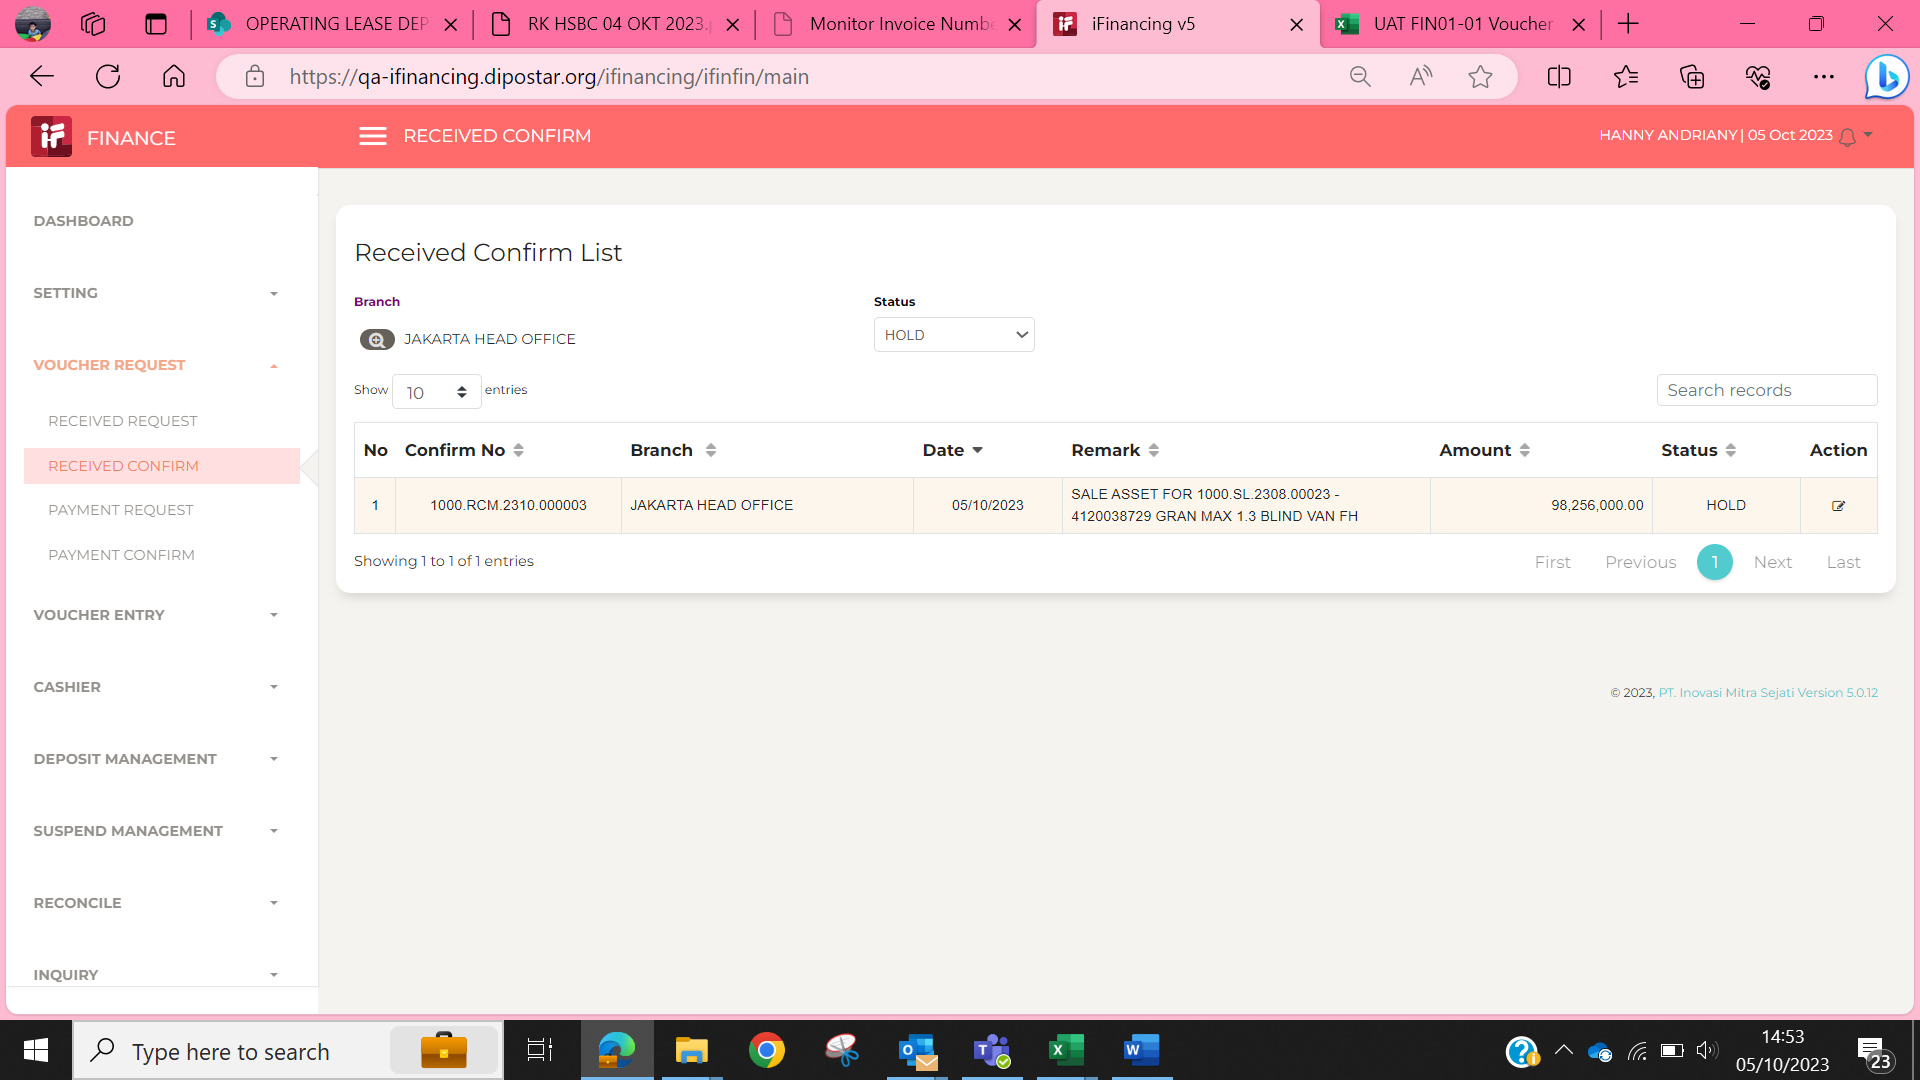 OPERATING LEASE DEP
RK HSBC 04 OKT 2023.
Monitor Invoice Numb
iFinancing v5
UAT FIN01-01 Voucher
https://qa-ifinancing.dipostar.org/ifinancing/ifinfin/main
iF FINANCE
RECEIVED CONFIRM
HANNY ANDRIANY | 05 Oct 2023
DASHBOARD
SETTING
VOUCHER REQUEST
RECEIVED REQUEST
RECEIVED CONFIRM
PAYMENT REQUEST
PAYMENT CONFIRM
VOUCHER ENTRY
CASHIER
DEPOSIT MANAGEMENT
SUSPEND MANAGEMENT
RECONCILE
INQUIRY
Received Confirm List
Branch
JAKARTA HEAD OFFICE
Status
HOLD
Show 10 entries
Search records
No Confirm No Branch Date Remark Amount Status Action
1 1000.RCM.2310.000003 JAKARTA HEAD OFFICE 05/10/2023 SALE ASSET FOR 1000.SL.2308.00023 - 98,256,000.00 HOLD
4120038729 GRAN MAX 1.3 BLIND VAN FH
Showing 1 to 1 of 1 entries
First Previous 1 Next Last
© 2023, PT. Inovasi Mitra Sejati Version 5.0.12
Type here to search
14:53
05/10/2023
23